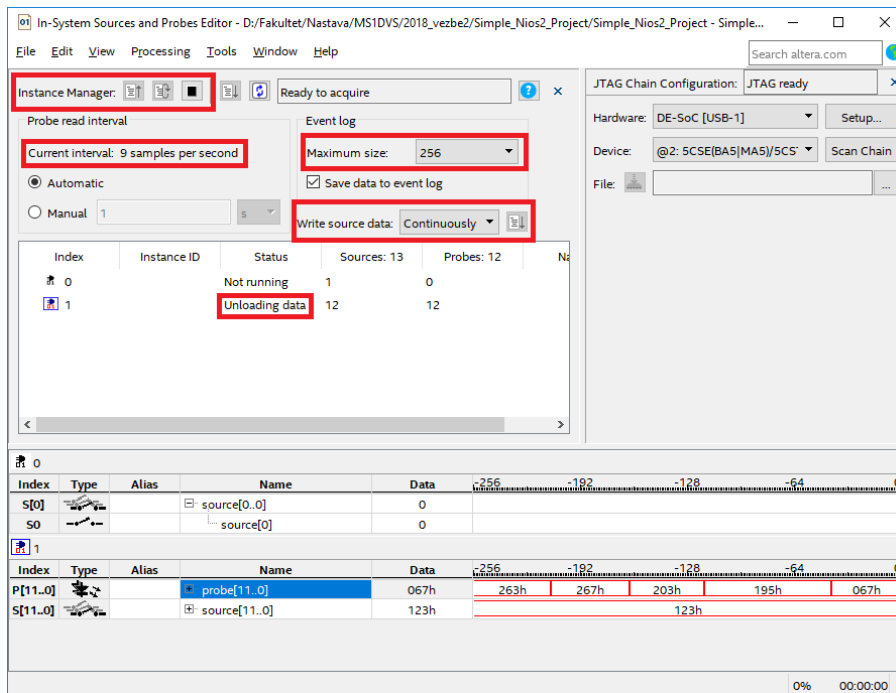 In-System Sources and Probes Editor - D:/Fakultet/Nastava/MS1DVS/2018_vezbe2/Simple_Nios2_Project/Simple_Nios2_Project - Simple...
File Edit View Processing Tools Window Help
Search altera.com
Instance Manager: Ready to acquire
JTAG Chain Configuration: JTAG ready
Probe read interval
Event log
Hardware: DE-SoC [USB-1] Setup...
Current interval: 9 samples per second
Maximum size: 256
Device: @2: 5CSE(BA5|MA5)/5CS Scan Chain
Automatic
Save data to event log
File: ...
Manual 1 s
Write source data: Continuously
Index Instance ID Status Sources: 13 Probes: 12
0 Not running 1 0
1 Unloading data 12 12
0
Index Type Alias Name Data -256 -192 -128 -64 0
S[0] source[0..0] 0
S0 source[0] 0
1
Index Type Alias Name Data -256 -192 -128 -64 0
P[11..0] probe[11..0] 067h 263h 267h 203h 195h 067h
S[11..0] source[11..0] 123h 123h
0% 00:00:00